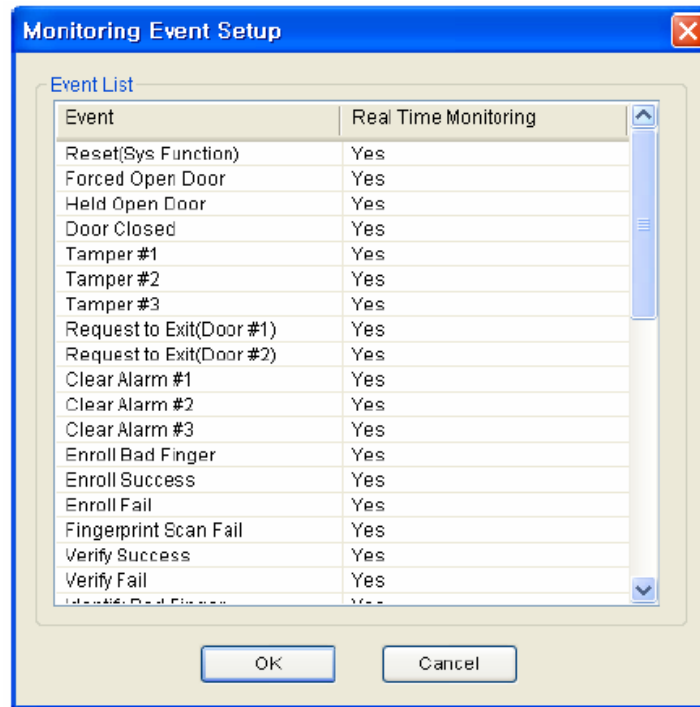 Monitoring Event Setup
Event List
Event Real Time Monitoring
Reset(Sys Function) Yes
Forced Open Door Yes
Held Open Door Yes
Door Closed Yes
Tamper #1 Yes
Tamper #2 Yes
Tamper #3 Yes
Request to Exit(Door #1) Yes
Request to Exit(Door #2) Yes
Clear Alarm #1 Yes
Clear Alarm #2 Yes
Clear Alarm #3 Yes
Enroll Bad Finger Yes
Enroll Success Yes
Enroll Fail Yes
Fingerprint Scan Fail Yes
Verify Success Yes
Verify Fail Yes
Identify Bad Finger Yes
OK Cancel